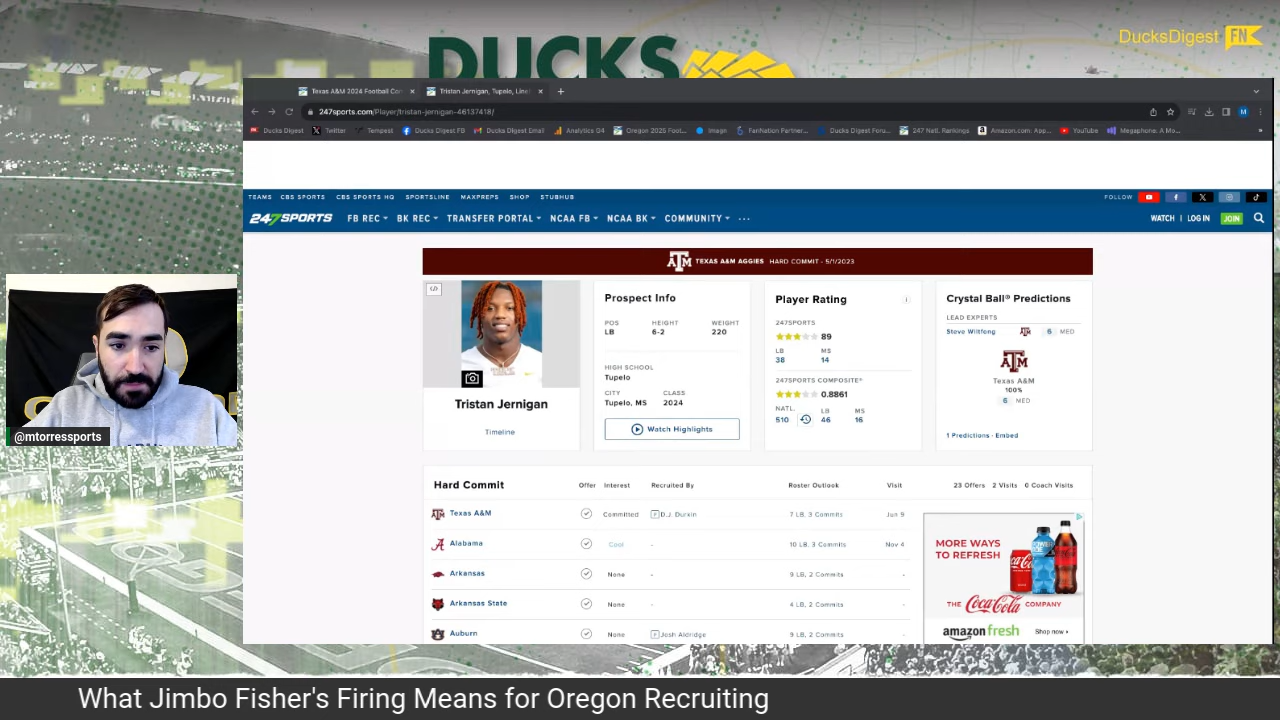 DucksDigest FN
DUCKS
Texas A&M 2024 Football Com
Tristan Jernigan, Tupelo, Line
247sports.com/Player/tristan-jernigan-46137418/
Ducks Digest
Twitter
Tempest
Ducks Digest FB
Ducks Digest Email
Analytics G4
Oregon 2025 Foot...
Imagn
FanNation Partner...
Ducks Digest Foru...
247 Natl. Rankings
Amazon.com: App...
YouTube
Megaphone: A Mo...
TEAMS CBS SPORTS CBS SPORTS HQ SPORTSLINE MAXPREPS SHOP STUBHUB
FOLLOW
247SPORTS FB REC BK REC TRANSFER PORTAL NCAA FB NCAA BK COMMUNITY ...
WATCH | LOG IN JOIN
ATM TEXAS A&M AGGIES HARD COMMIT - 5/1/2023
Tristan Jernigan
Timeline
Prospect Info
POS HEIGHT WEIGHT
LB 6-2 220
HIGH SCHOOL
Tupelo
CITY CLASS
Tupelo, MS 2024
Watch Highlights
Player Rating
247SPORTS
89
LB MS
38 14
247SPORTS COMPOSITE®
0.8861
NATL. LB MS
510 46 16
Crystal Ball® Predictions
LEAD EXPERTS
Steve Wiltfong ATM 6 MED
ATM
Texas A&M
100%
6 MED
1 Predictions - Embed
Hard Commit Offer Interest Recruited By Roster Outlook Visit
23 Offers 2 Visits 0 Coach Visits
Texas A&M Committed D.J. Durkin 7 LB, 3 Commits Jun 9
Alabama Cool - 10 LB, 3 Commits Nov 4
Arkansas None - 9 LB, 2 Commits -
Arkansas State None - 4 LB, 2 Commits -
Auburn None Josh Aldridge 9 LB, 2 Commits -
MORE WAYS
TO REFRESH
THE Coca-Cola COMPANY
amazon fresh Shop now
@mtorressports
What Jimbo Fisher's Firing Means for Oregon Recruiting